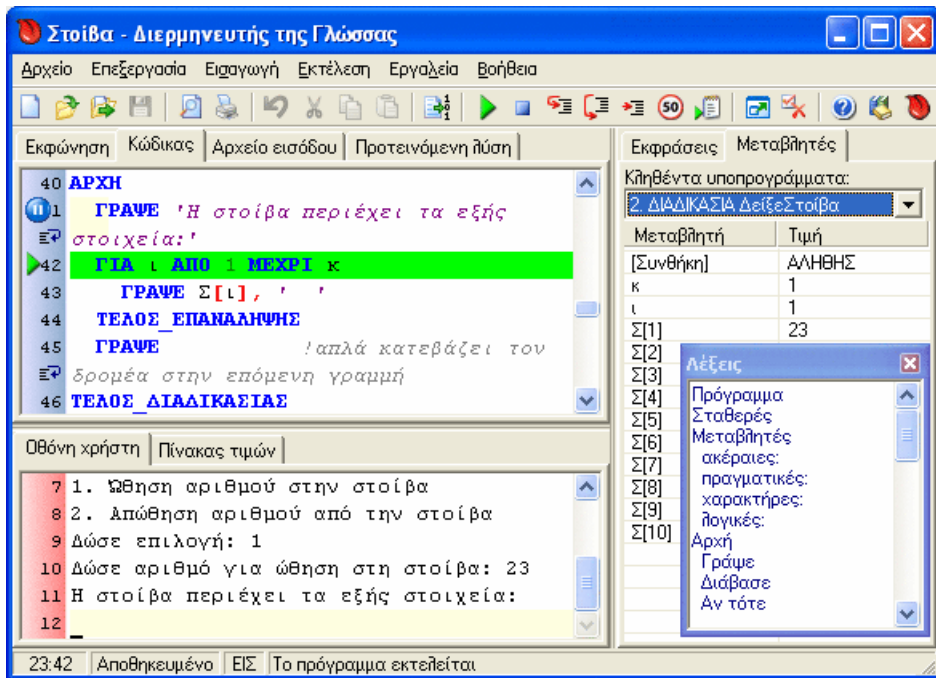 Στοίβα - Διερμηνευτής της Γλώσσας
Αρχείο Επεξεργασία Εισαγωγή Εκτέλεση Εργαλεία Βοήθεια
50
Εκφώνηση Κώδικας Αρχείο εισόδου Προτεινόμενη λύση
40 ΑΡΧΗ
1 ΓΡΑΨΕ 'Η στοίβα περιέχει τα εξής
στοιχεία:'
42 ΓΙΑ ι ΑΠΟ 1 ΜΕΧΡΙ κ
43 ΓΡΑΨΕ Σ[ι], ' '
44 ΤΕΛΟΣ_ΕΠΑΝΑΛΗΨΗΣ
45 ΓΡΑΨΕ !απλά κατεβάζει τον
δρομέα στην επόμενη γραμμή
46 ΤΕΛΟΣ_ΔΙΑΔΙΚΑΣΙΑΣ
Οθόνη χρήστη Πίνακας τιμών
7 1. Ώθηση αριθμού στην στοίβα
8 2. Απώθηση αριθμού από την στοίβα
9 Δώσε επιλογή: 1
10 Δώσε αριθμό για ώθηση στη στοίβα: 23
11 Η στοίβα περιέχει τα εξής στοιχεία:
12 _
Εκφράσεις Μεταβλητές
Κληθέντα υποπρογράμματα:
2. ΔΙΑΔΙΚΑΣΙΑ ΔείξεΣτοίβα
Μεταβλητή Τιμή
[Συνθήκη] ΑΛΗΘΗΣ
κ 1
ι 1
Σ[1] 23
Σ[2]
Σ[3]
Σ[4]
Σ[5]
Σ[6]
Σ[7]
Σ[8]
Σ[9]
Σ[10]
Λέξεις
Πρόγραμμα
Σταθερές
Μεταβλητές
ακέραιες:
πραγματικές:
χαρακτήρες:
λογικές:
Αρχή
Γράψε
Διάβασε
Αν τότε
23:42 Αποθηκευμένο ΕΙΣ Το πρόγραμμα εκτελείται